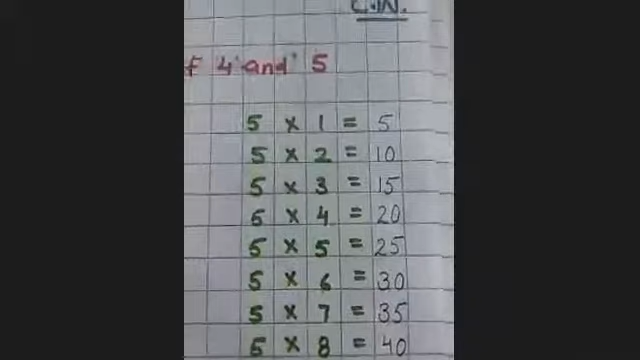 C.W.
f 4 and 5
5 × 1 = 5
5 × 2 = 10
5 × 3 = 15
5 × 4 = 20
5 × 5 = 25
5 × 6 = 30
5 × 7 = 35
5 × 8 = 40